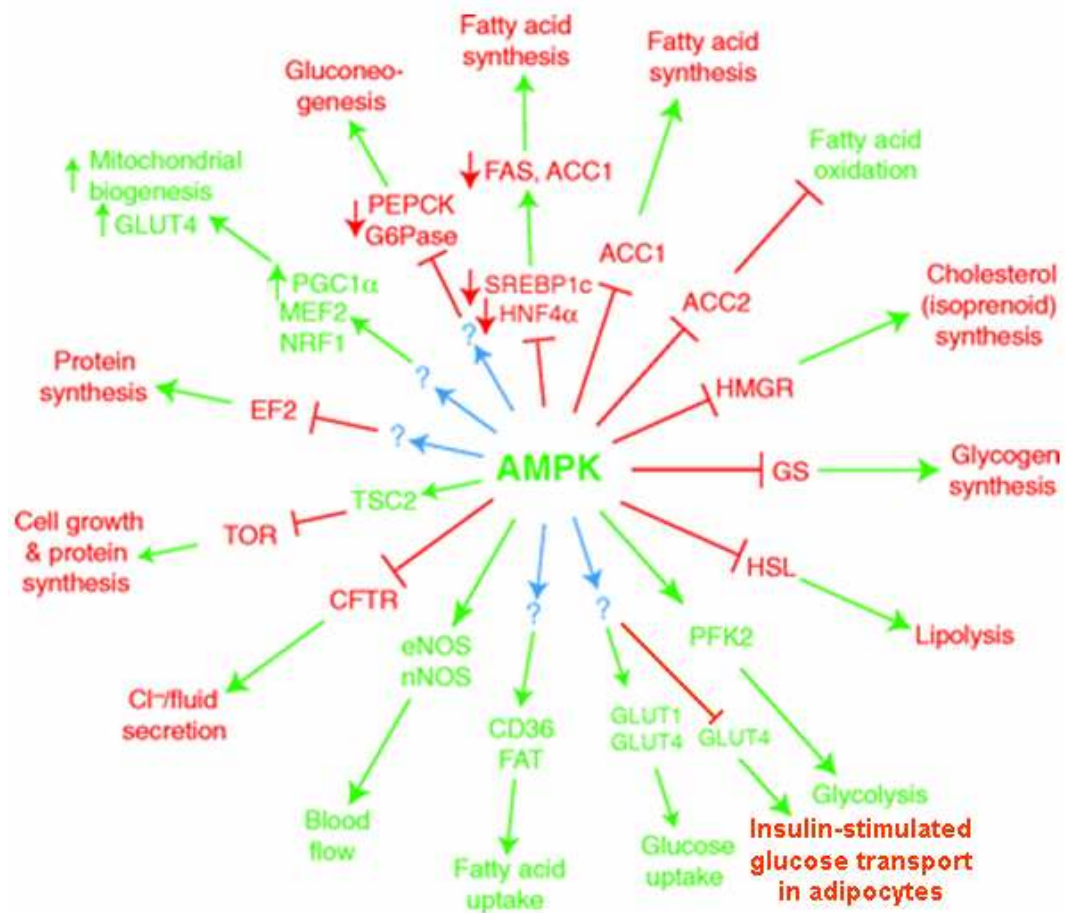 Fatty acid
synthesis
Fatty acid
synthesis
Gluconeo-
genesis
Fatty acid
oxidation
Mitochondrial
biogenesis
GLUT4
FAS, ACC1
PEPCK
G6Pase
ACC1
ACC2
Cholesterol
(isoprenoid)
synthesis
PGC1α
MEF2
NRF1
SREBP1c
HNF4α
?
?
?
HMGR
Protein
synthesis
EF2
AMPK
GS
Glycogen
synthesis
TSC2
TOR
Cell growth
& protein
synthesis
HSL
Lipolysis
CFTR
Cl⁻/fluid
secretion
?
?
eNOS
nNOS
PFK2
CD36
FAT
GLUT1
GLUT4
GLUT4
Glycolysis
Blood
flow
Fatty acid
uptake
Glucose
uptake
Insulin-stimulated
glucose transport
in adipocytes